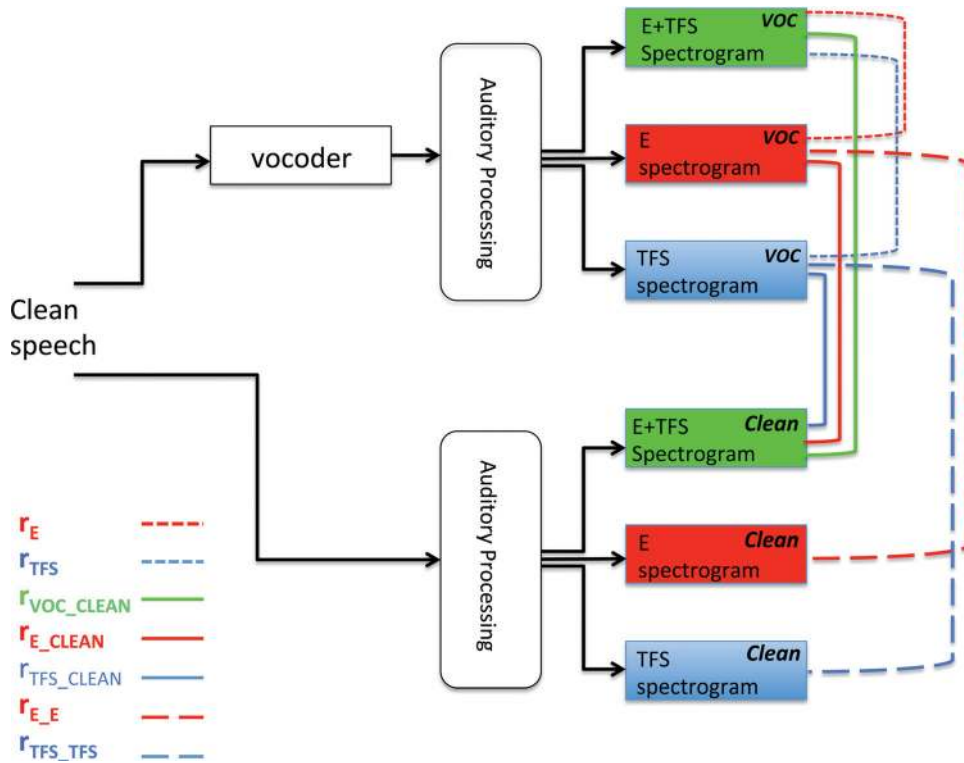 E+TFS VOC
Spectrogram
vocoder
Auditory Processing
E VOC
spectrogram
TFS VOC
spectrogram
Clean
speech
E+TFS Clean
Spectrogram
Auditory Processing
E Clean
spectrogram
TFS Clean
spectrogram
rE
rTFS
rVOC_CLEAN
rE_CLEAN
rTFS_CLEAN
rE_E
rTFS_TFS